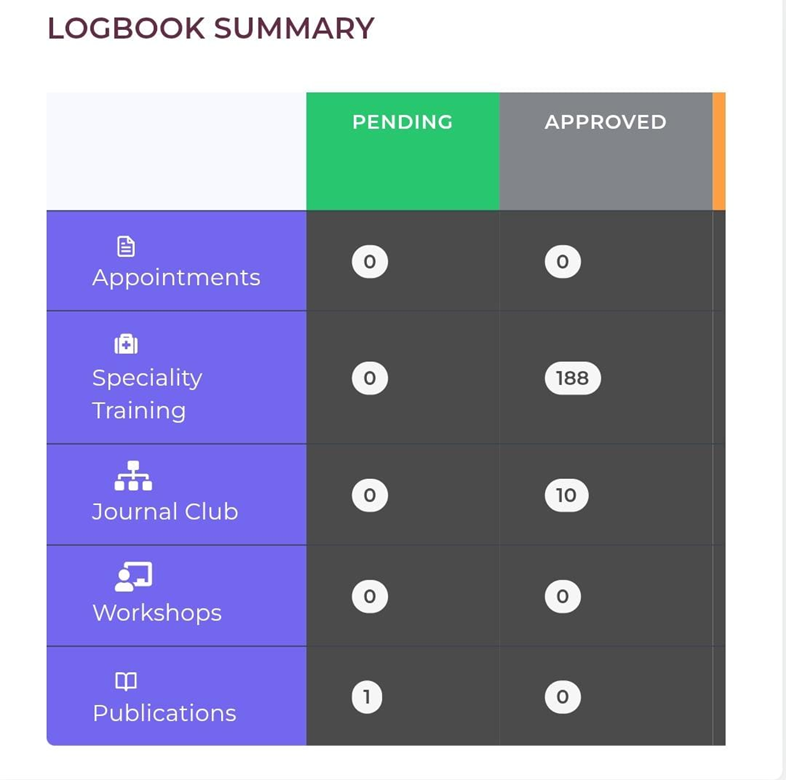 LOGBOOK SUMMARY
PENDING APPROVED
Appointments 0 0
Speciality
Training 0 188
Journal Club 0 10
Workshops 0 0
Publications 1 0